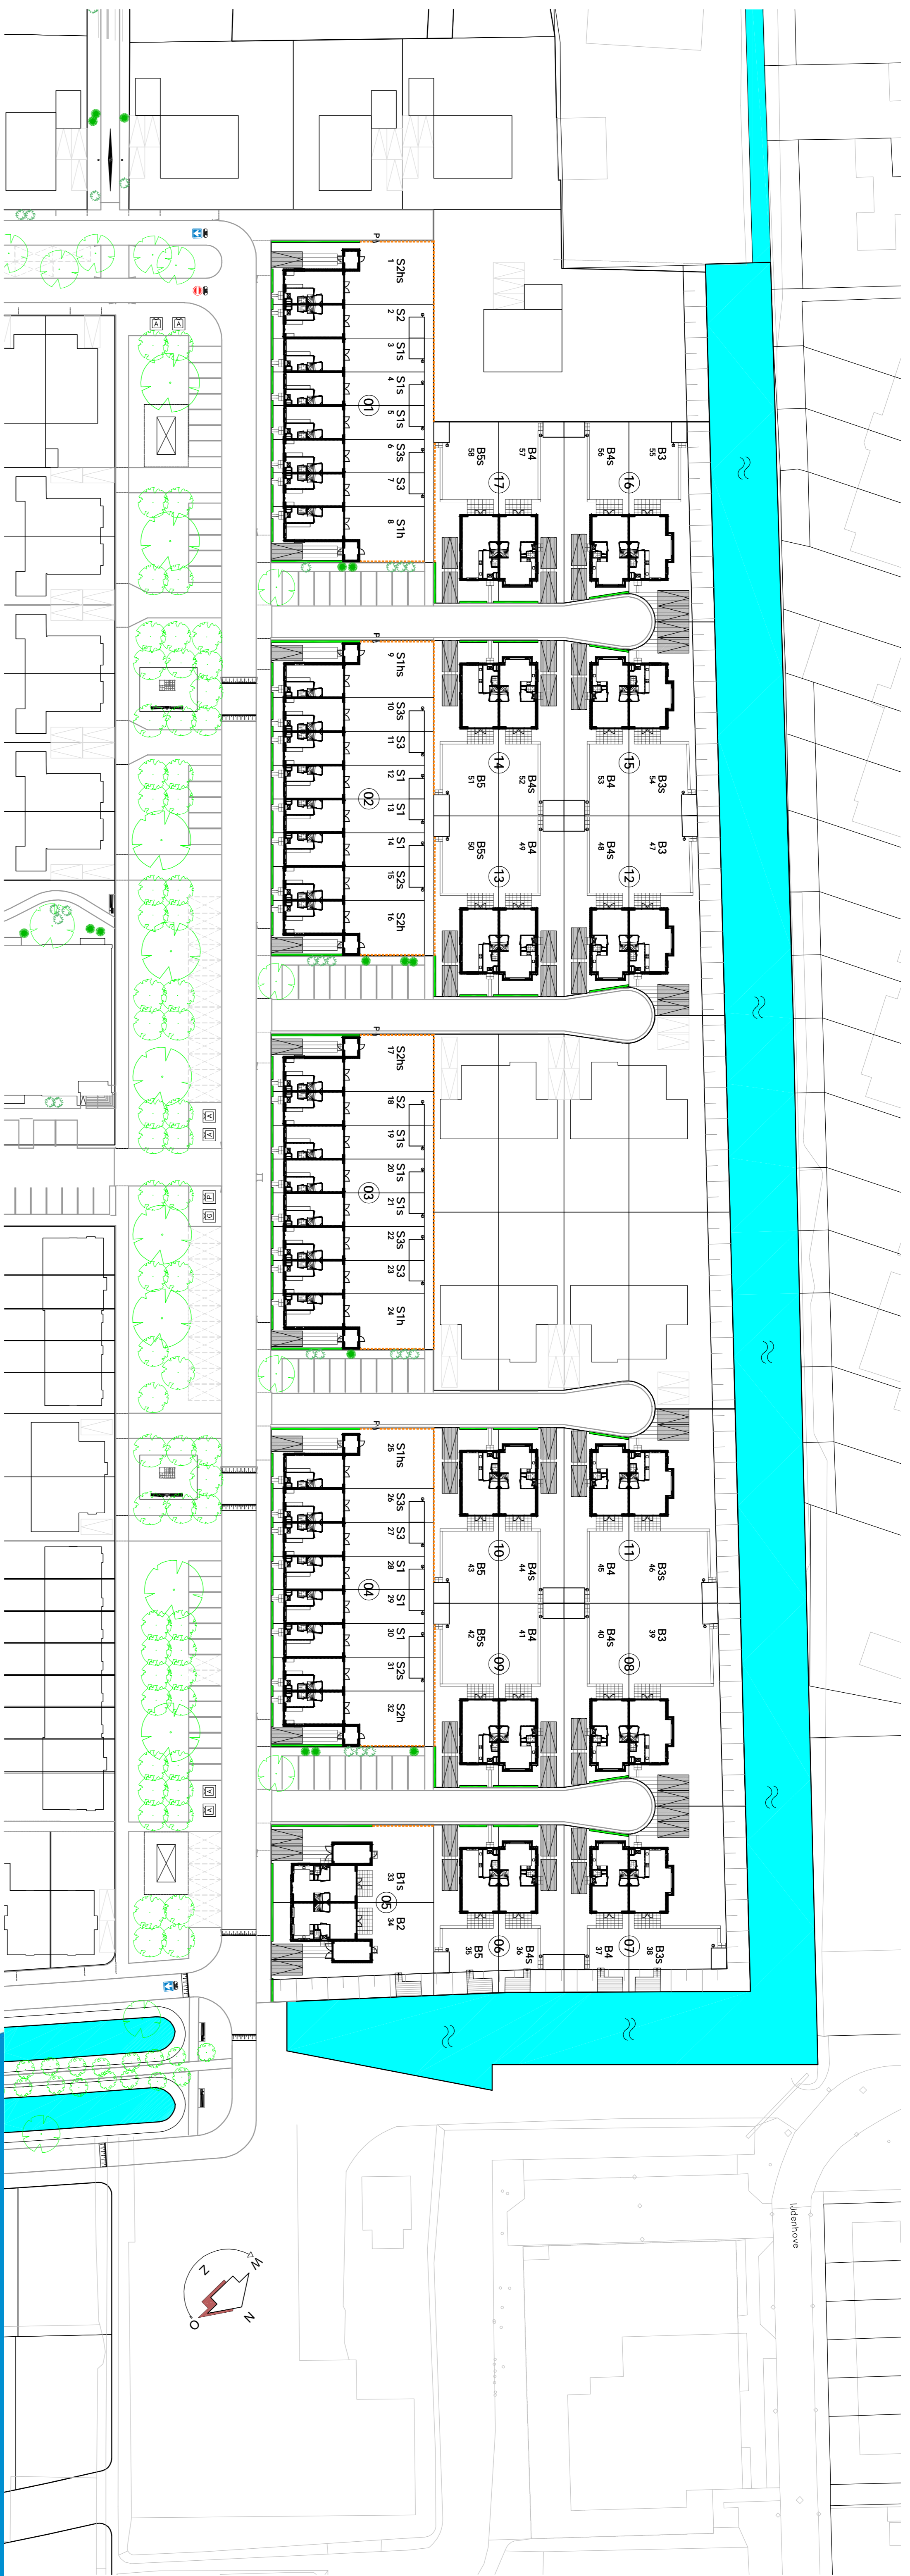 S2hs
1
S2
2
S1s
3
S1s
4
S1s
5
S3s
6
S3
7
S1h
8
01
P
B5s
58
B4
57
B4s
56
B3
55
17
16
A
A
S1hs
9
S3s
10
S3
11
S1
12
S1
13
S1
14
S2s
15
S2h
16
02
P
14
15
B5
51
B4s
52
B4
53
B3s
54
B5s
50
B4
49
B4s
48
B3
47
13
12
S2hs
17
S2
18
S1s
19
S1s
20
S1s
21
S3s
22
S3
23
S1h
24
03
P
A
A
P
G
S1hs
25
S3s
26
S3
27
S1
28
S1
29
S1
30
S2s
31
S2h
32
04
P
10
11
B5
43
B4s
44
B4
45
B3s
46
B5s
42
B4
41
B4s
40
B3
39
09
08
A
A
B1s
33
B2
34
05
06
07
B5
35
B4s
36
B4
37
B3s
38
IJdenhove
W
N
Z
O